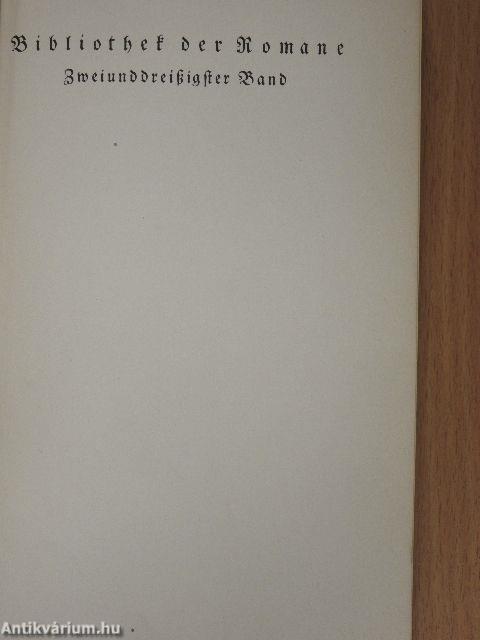 Bibliothek der Romane
Zweiunddreißigster Band
Antikvárium.hu